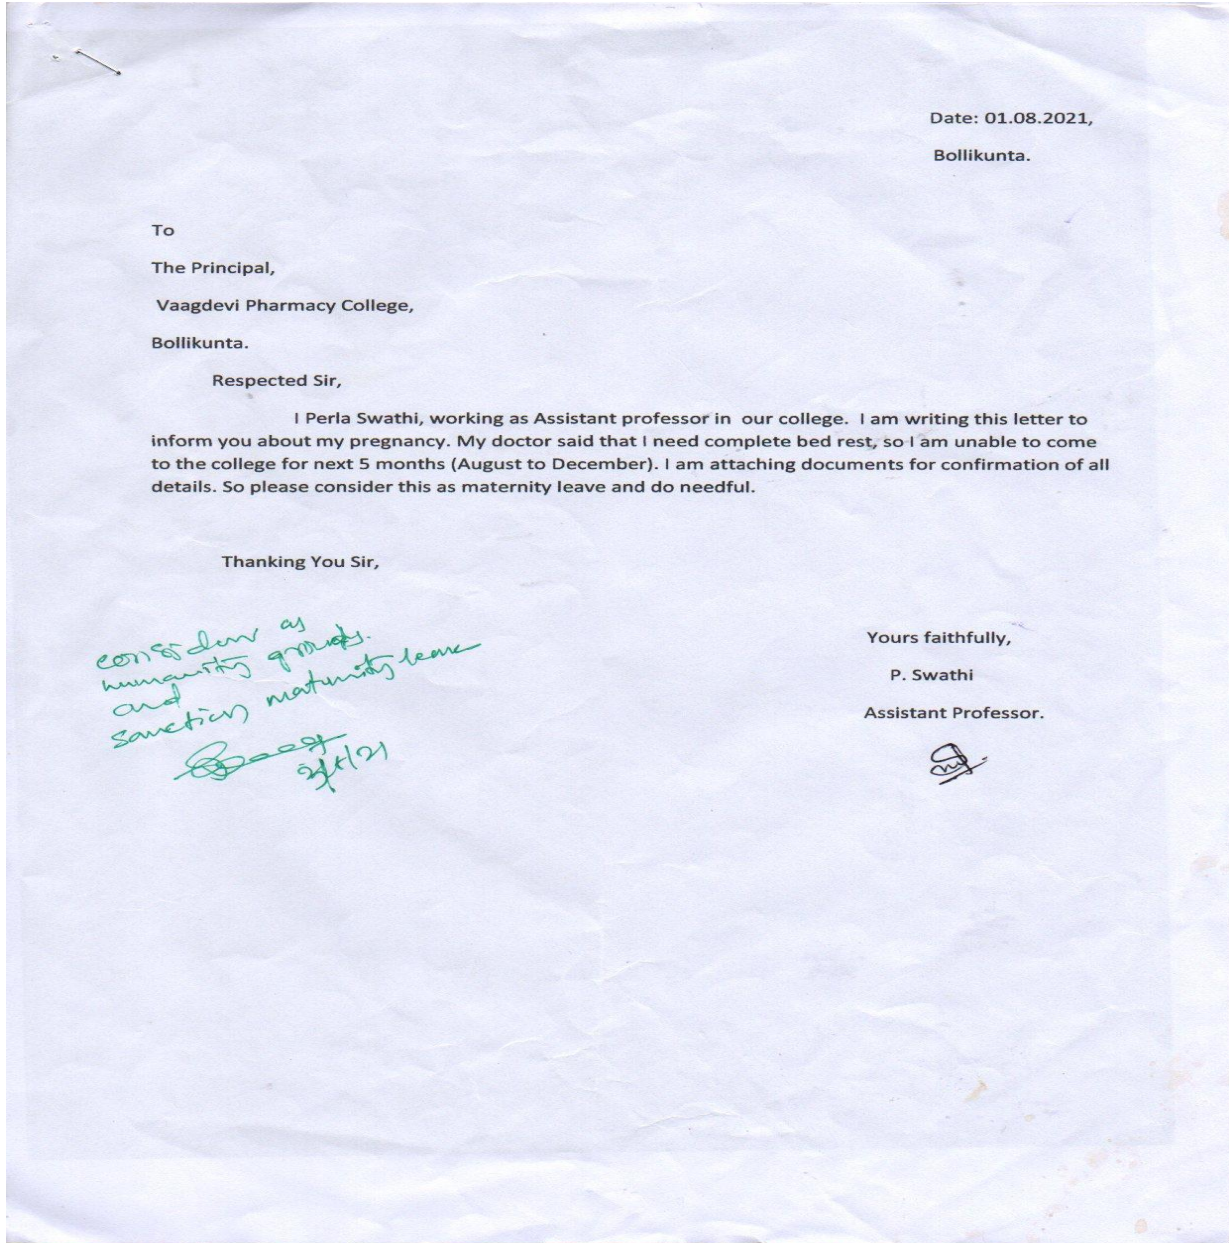 Date: 01.08.2021,
Bollikunta.
To
The Principal,
Vaagdevi Pharmacy College,
Bollikunta.
Respected Sir,
I Perla Swathi, working as Assistant professor in our college. I am writing this letter to
inform you about my pregnancy. My doctor said that I need complete bed rest, so I am unable to come
to the college for next 5 months (August to December). I am attaching documents for confirmation of all
details. So please consider this as maternity leave and do needful.
Thanking You Sir,
Yours faithfully,
P. Swathi
Assistant Professor.
as
humanity grounds.
and
sanction maturnity leave